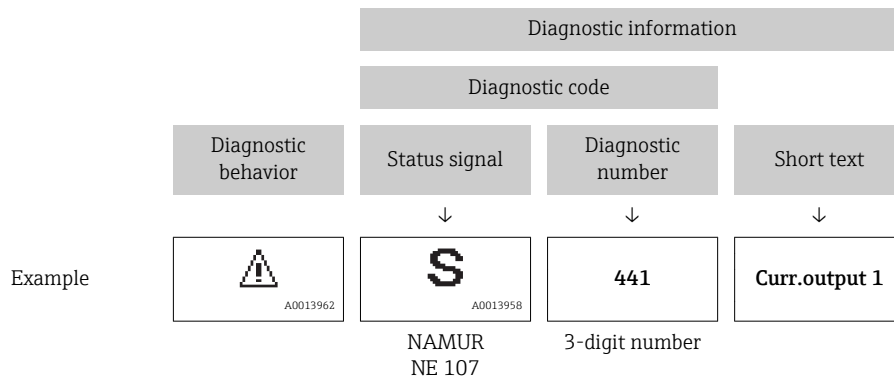 Diagnostic information
Diagnostic code
Diagnostic
behavior
Status signal
Diagnostic
number
Short text
↓ ↓ ↓
Example
A0013962
S
A0013958
441
Curr.output 1
NAMUR
NE 107
3-digit number